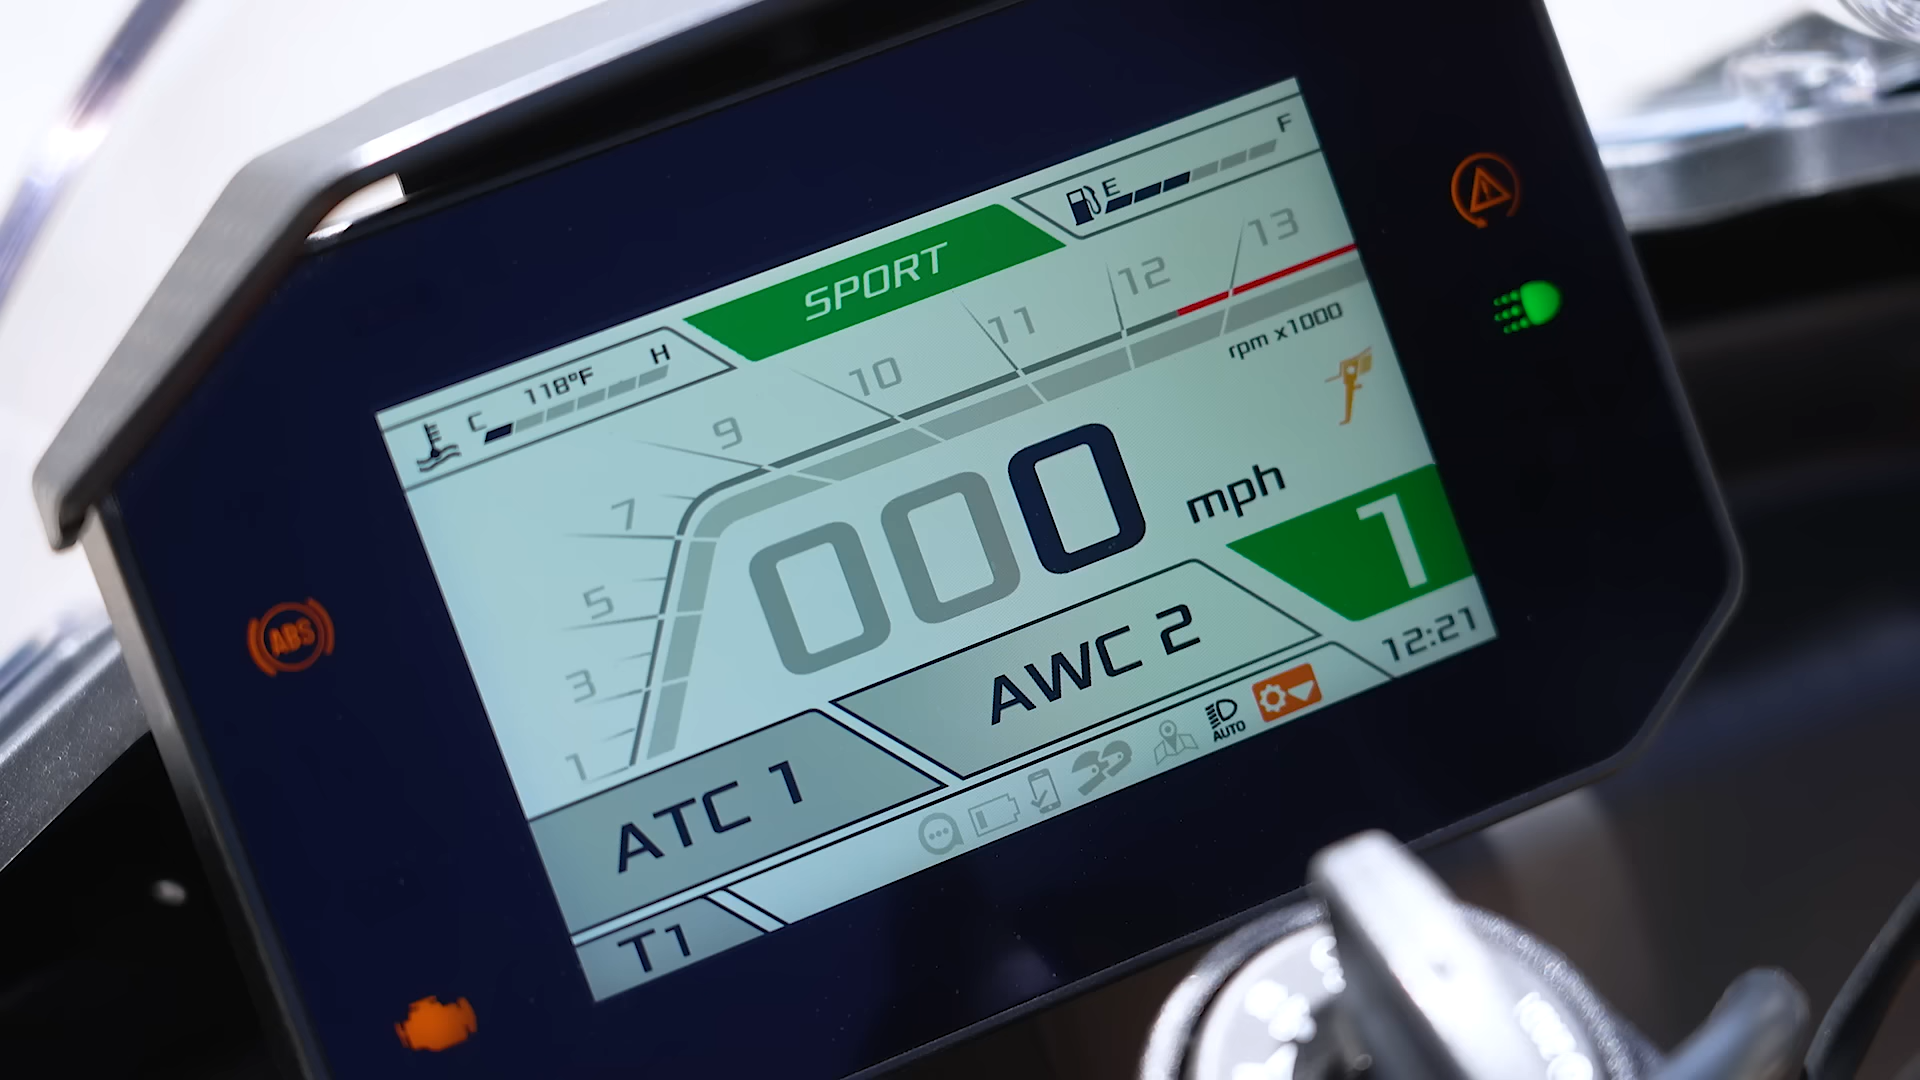 SPORT
E F
C 118°F H
1 3 5 7 9 10 11 12 13
rpm x1000
000 mph
1
ABS
AWC 2
12:21
ATC 1
AUTO
T1